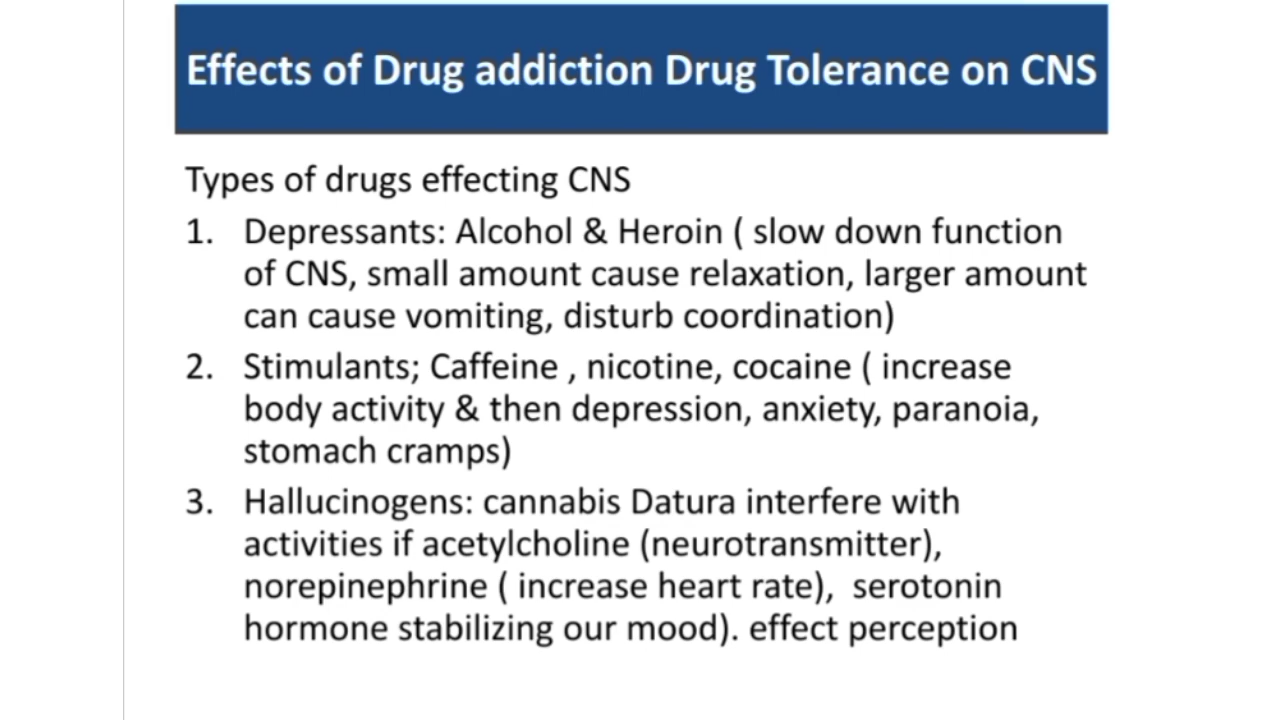 Effects of Drug addiction Drug Tolerance on CNS
Types of drugs effecting CNS
1. Depressants: Alcohol & Heroin ( slow down function
of CNS, small amount cause relaxation, larger amount
can cause vomiting, disturb coordination)
2. Stimulants; Caffeine , nicotine, cocaine ( increase
body activity & then depression, anxiety, paranoia,
stomach cramps)
3. Hallucinogens: cannabis Datura interfere with
activities if acetylcholine (neurotransmitter),
norepinephrine ( increase heart rate),  serotonin
hormone stabilizing our mood). effect perception